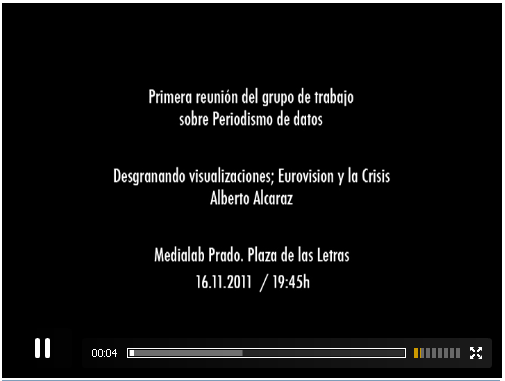 Primera reunión del grupo de trabajo
sobre Periodismo de datos
Desgranando visualizaciones; Eurovision y la Crisis
Alberto Alcaraz
Medialab Prado. Plaza de las Letras
16.11.2011 / 19:45h
00:04